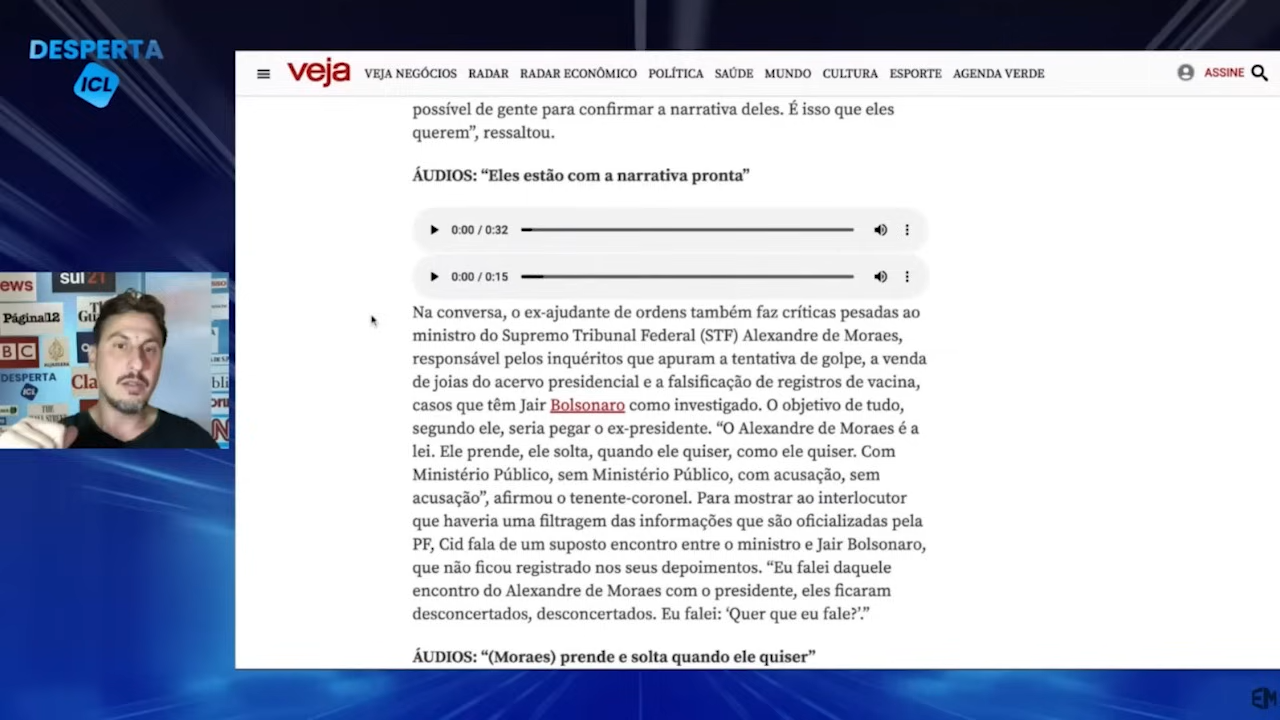 DESPERTA
ICL
veja
VEJA NEGÓCIOS RADAR RADAR ECONÔMICO POLÍTICA SAÚDE MUNDO CULTURA ESPORTE AGENDA VERDE
ASSINE
possível de gente para confirmar a narrativa deles. É isso que eles
querem”, ressaltou.
ÁUDIOS: “Eles estão com a narrativa pronta”
0:00 / 0:32
0:00 / 0:15
Na conversa, o ex-ajudante de ordens também faz críticas pesadas ao
ministro do Supremo Tribunal Federal (STF) Alexandre de Moraes,
responsável pelos inquéritos que apuram a tentativa de golpe, a venda
de joias do acervo presidencial e a falsificação de registros de vacina,
casos que têm Jair Bolsonaro como investigado. O objetivo de tudo,
segundo ele, seria pegar o ex-presidente. “O Alexandre de Moraes é a
lei. Ele prende, ele solta, quando ele quiser, como ele quiser. Com
Ministério Público, sem Ministério Público, com acusação, sem
acusação”, afirmou o tenente-coronel. Para mostrar ao interlocutor
que haveria uma filtragem das informações que são oficializadas pela
PF, Cid fala de um suposto encontro entre o ministro e Jair Bolsonaro,
que não ficou registrado nos seus depoimentos. “Eu falei daquele
encontro do Alexandre de Moraes com o presidente, eles ficaram
desconcertados, desconcertados. Eu falei: ‘Quer que eu fale?’.”
ÁUDIOS: “(Moraes) prende e solta quando ele quiser”
ews
sul21
Página12
BC
DESPERTA
ICL
Cla
EM